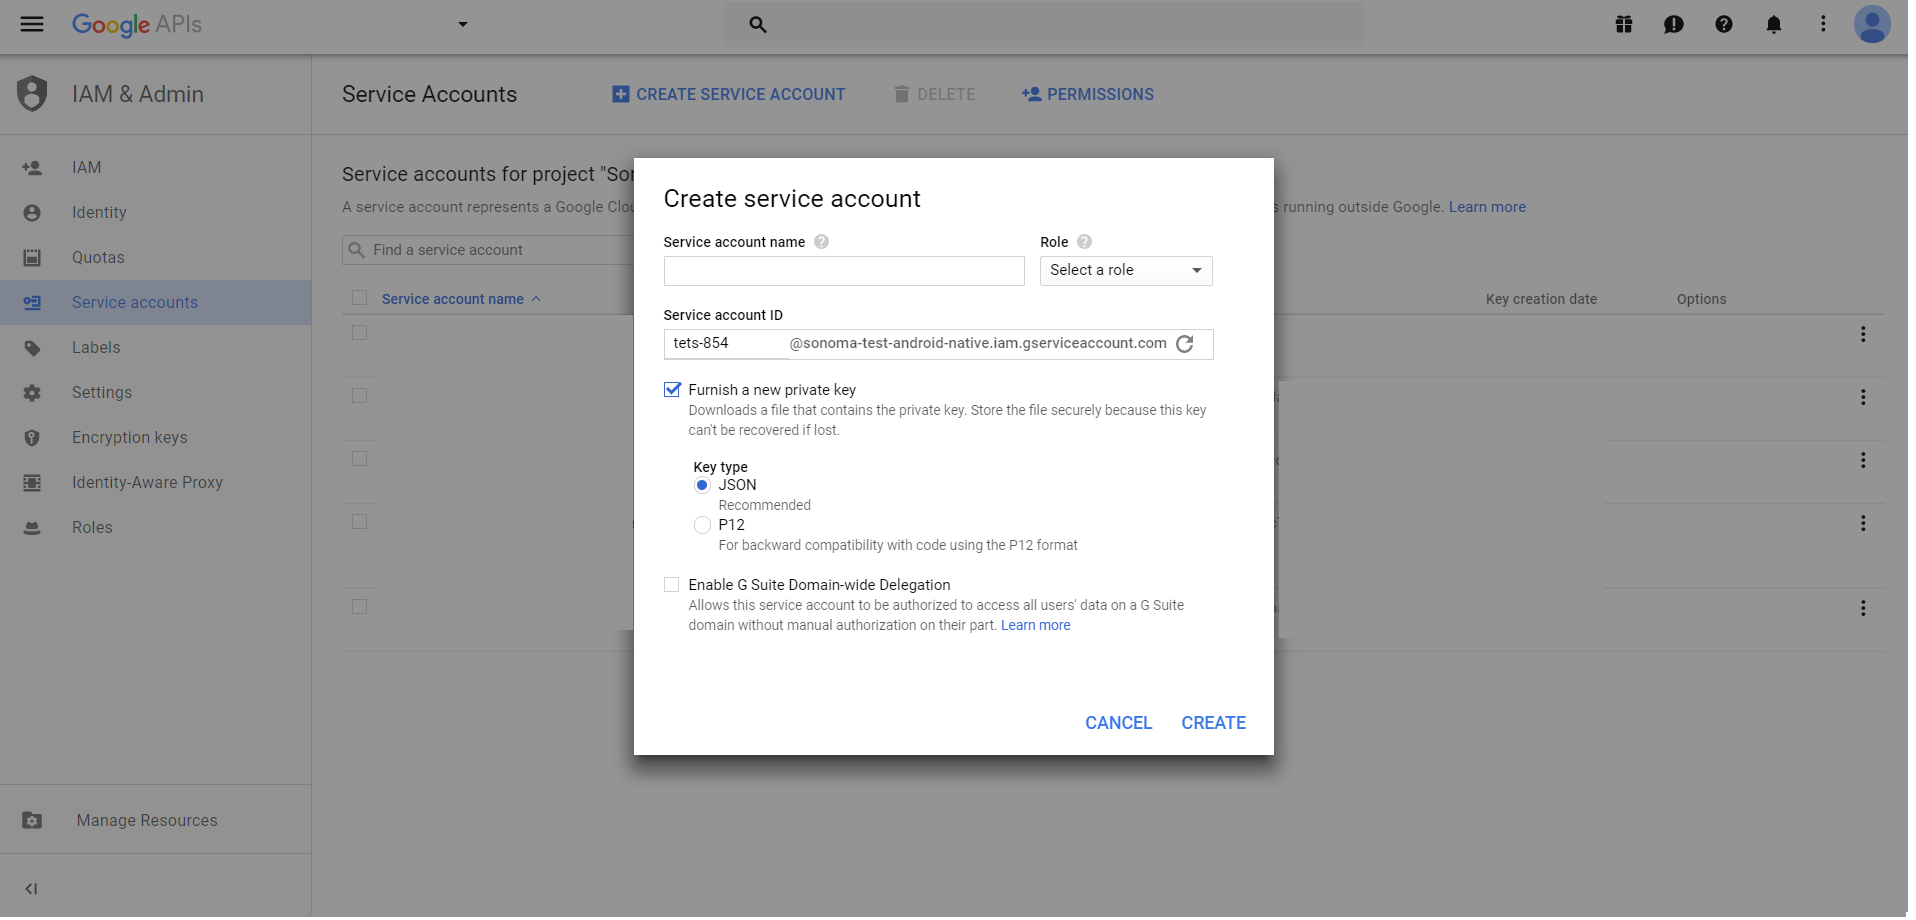 Google APIs
IAM & Admin
Service Accounts
CREATE SERVICE ACCOUNT
DELETE
PERMISSIONS
IAM
Identity
Quotas
Service accounts
Labels
Settings
Encryption keys
Identity-Aware Proxy
Roles
Manage Resources
Service accounts for project "So
A service account represents a Google Clo
s running outside Google. Learn more
Find a service account
Service account name
Key creation date
Options
Create service account
Service account name
Role
Select a role
Service account ID
tets-854
@sonoma-test-android-native.iam.gserviceaccount.com
Furnish a new private key
Downloads a file that contains the private key. Store the file securely because this key
can't be recovered if lost.
Key type
JSON
Recommended
P12
For backward compatibility with code using the P12 format
Enable G Suite Domain-wide Delegation
Allows this service account to be authorized to access all users' data on a G Suite
domain without manual authorization on their part. Learn more
CANCEL
CREATE